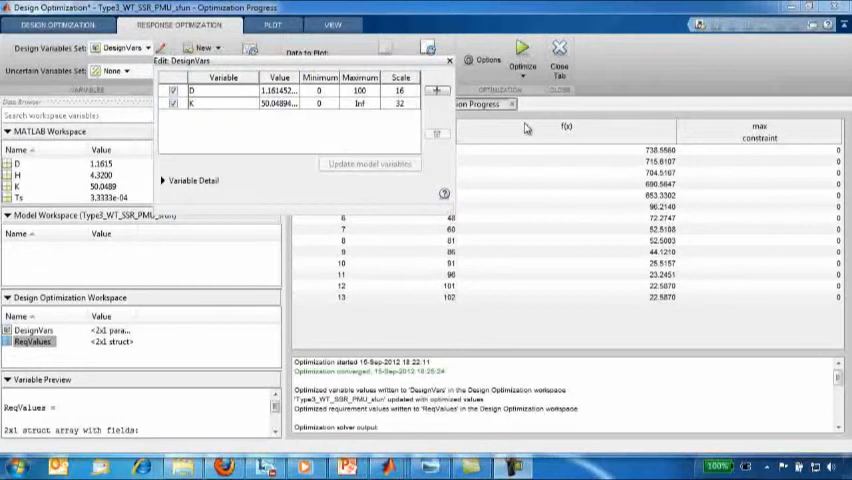 Design Optimization* - Type3_WT_SSR_PMU_sfun - Optimization Progress
DESIGN OPTIMIZATION RESPONSE OPTIMIZATION PLOT VIEW
Design Variables Set: DesignVars New
Data to Plot:
Options Optimize Close Tab
Uncertain Variables Set: None
VARIABLES OPTIMIZATION CLOSE
Edit: DesignVars
Variable Value Minimum Maximum Scale
D 1.161452... 0 100 16
K 50.04894... 0 Inf 32
Update model variables
Variable Detail
Data Browser
Search workspace variables
MATLAB Workspace
Name Value
D 1.1615
H 4.3200
K 50.0489
Ts 3.3333e-04
Model Workspace (Type3_WT_SSR_PMU_sfun)
Name Value
Design Optimization Workspace
Name Value
DesignVars <2x1 para...
ReqValues <2x1 struct>
Variable Preview
ReqValues =
2x1 struct array with fields:
on Progress
f(x) max constraint
738.5560 0
715.6107 0
704.5167 0
690.5647 0
653.3302 0
96.2140 0
6 48 72.2747 0
7 60 52.5108 0
8 81 52.5003 0
9 86 44.1210 0
10 91 25.5157 0
11 96 23.2451 0
12 101 22.5870 0
13 102 22.5870 0
Optimization started 15-Sep-2012 18:22:11
Optimization converged, 15-Sep-2012 18:25:24
Optimized variable values written to 'DesignVars' in the Design Optimization workspace
'Type3_WT_SSR_PMU_sfun' updated with optimized values
Optimized requirement values written to 'ReqValues' in the Design Optimization workspace
Optimization solver output:
100%